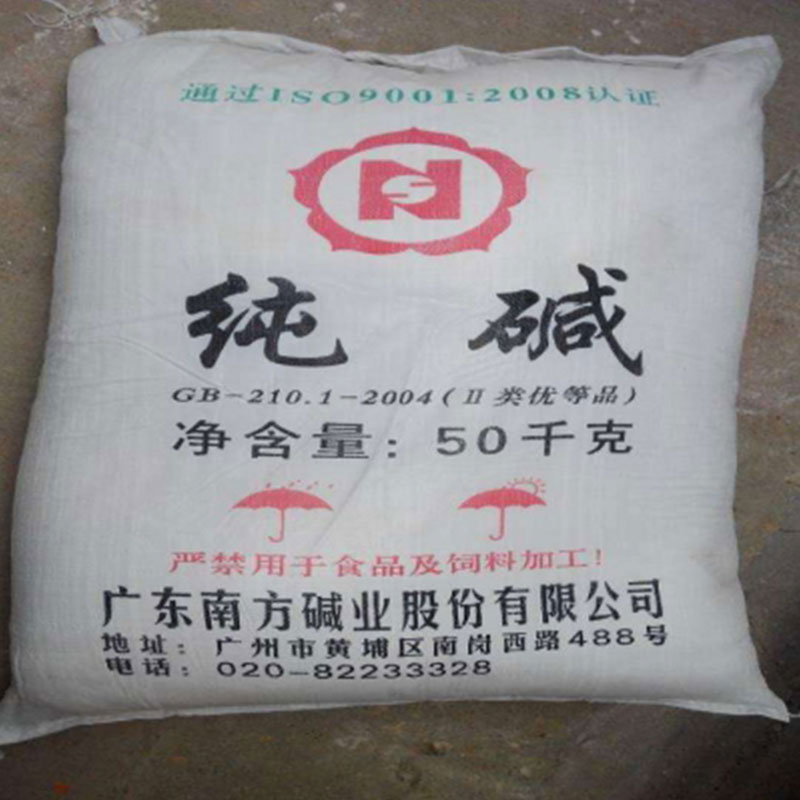 通过ISO9001:2008认证
NS
纯 碱
GB-210.1-2004(Ⅱ类优等品)
净含量: 50千克
严禁用于食品及饲料加工!
广东南方碱业股份有限公司
地址: 广州市黄埔区南岗西路488号
电话: 020-82233328